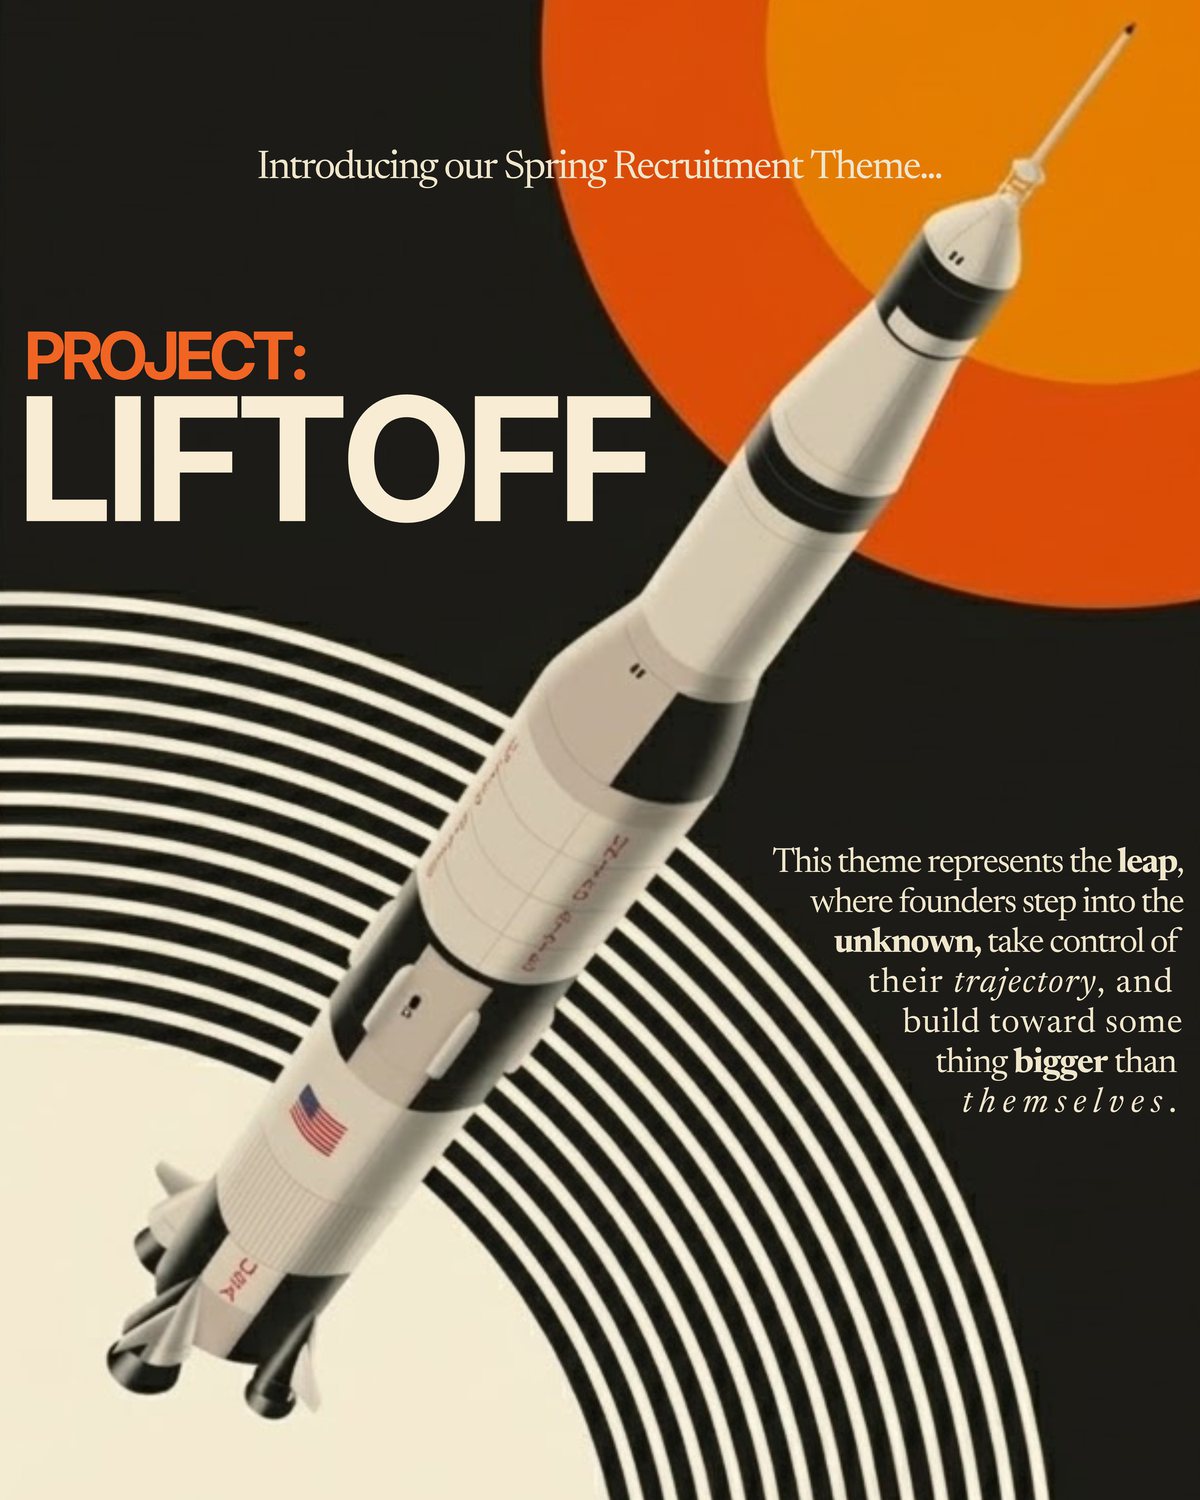 Introducing our Spring Recruitment Theme...
PROJECT:
LIFTOFF
This theme represents the leap,
where founders step into the
unknown, take control of
their trajectory, and
build toward some
thing bigger than
themselves.
USA